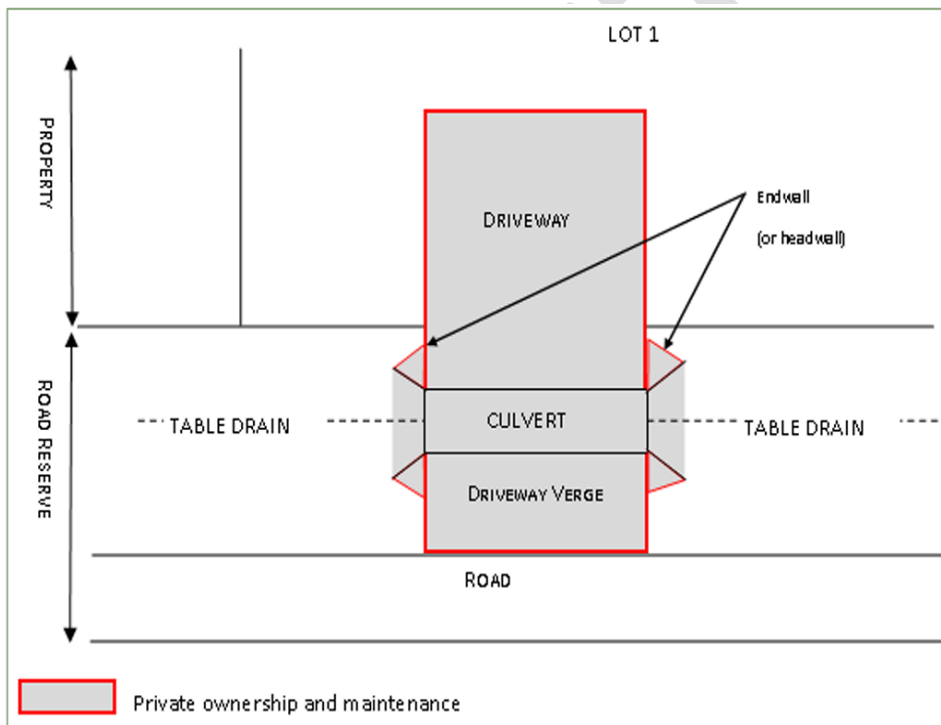 LOT 1
PROPERTY
DRIVEWAY
Endwall
(or headwall)
ROAD RESERVE
TABLE DRAIN
CULVERT
TABLE DRAIN
DRIVEWAY VERGE
ROAD
Private ownership and maintenance